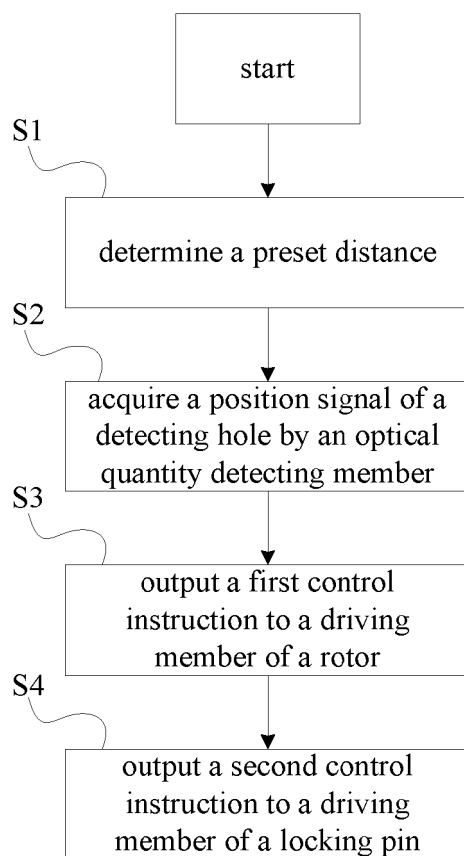 start
S1
determine a preset distance
S2
acquire a position signal of a
detecting hole by an optical
quantity detecting member
S3
output a first control
instruction to a driving
member of a rotor
S4
output a second control
instruction to a driving
member of a locking pin